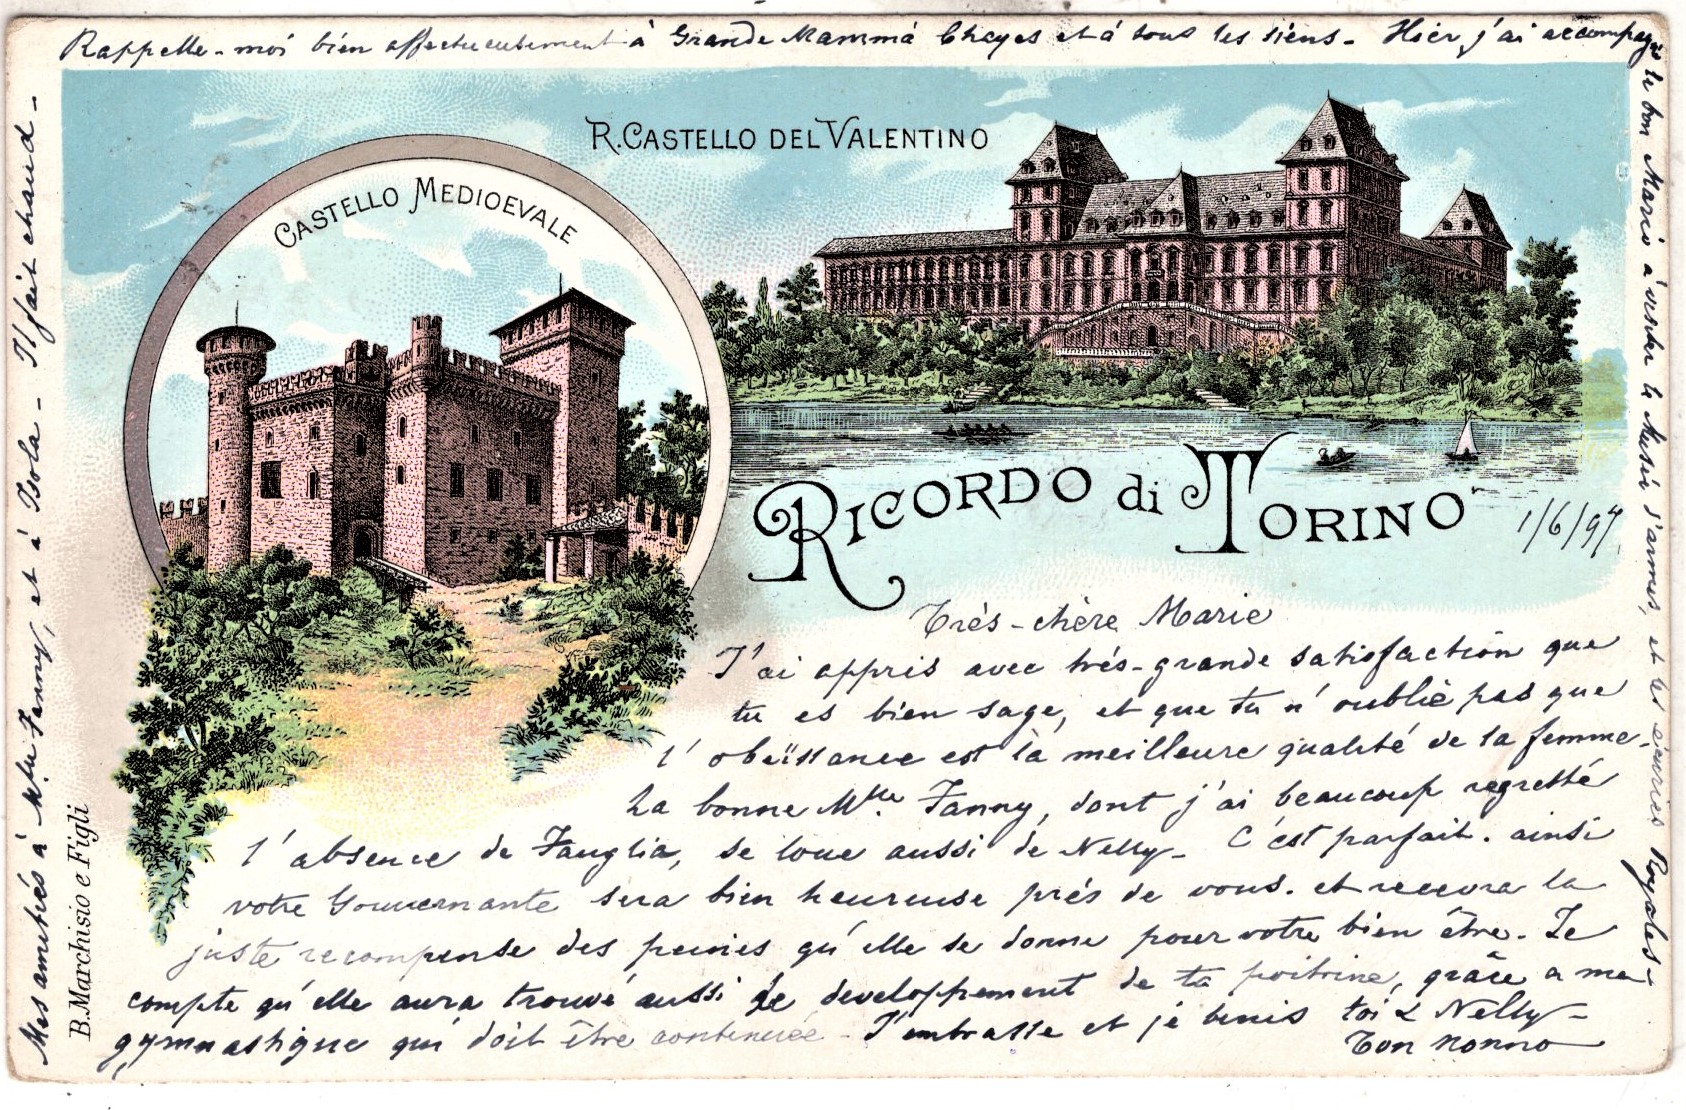 Rappelle-moi bien affectueusement à Grande Mammá Chayes et á tous les siens - Hier j'ai accompagné
le bon Mario á visiter le Musée d'armes, et les écuries Royales -
R. CASTELLO DEL VALENTINO
CASTELLO MEDIOEVALE
RICORDO di TORINO
1/6/97
Trés-chère Marie
J'ai appris avec trés-grande satisfaction que
tu es bien sage, et que tu n'oublie pas que
l'obeïssance est la meilleure qualité de la femme.
La bonne Mlle. Fanny, dont j'ai beaucoup regretté
l'absence de Fauglia, se loue aussi de Nelly - C'est parfait. ainsi
votre Gouvernante sera bien heureuse prés de vous. et recevra la
juste recompense des peines qu'elle se donne pour votre bien être. Je
compte qu'elle aura trouvé aussi le developpement de ta poitrine, grâce a ma
gymnastique qui doit être continuée - J'embrasse et je benis toi & Nelly -
Ton nonno
Mes amitiés à Mlle Fanny, et à Isola - Il fait chaud -
B. Marchisio e Figli